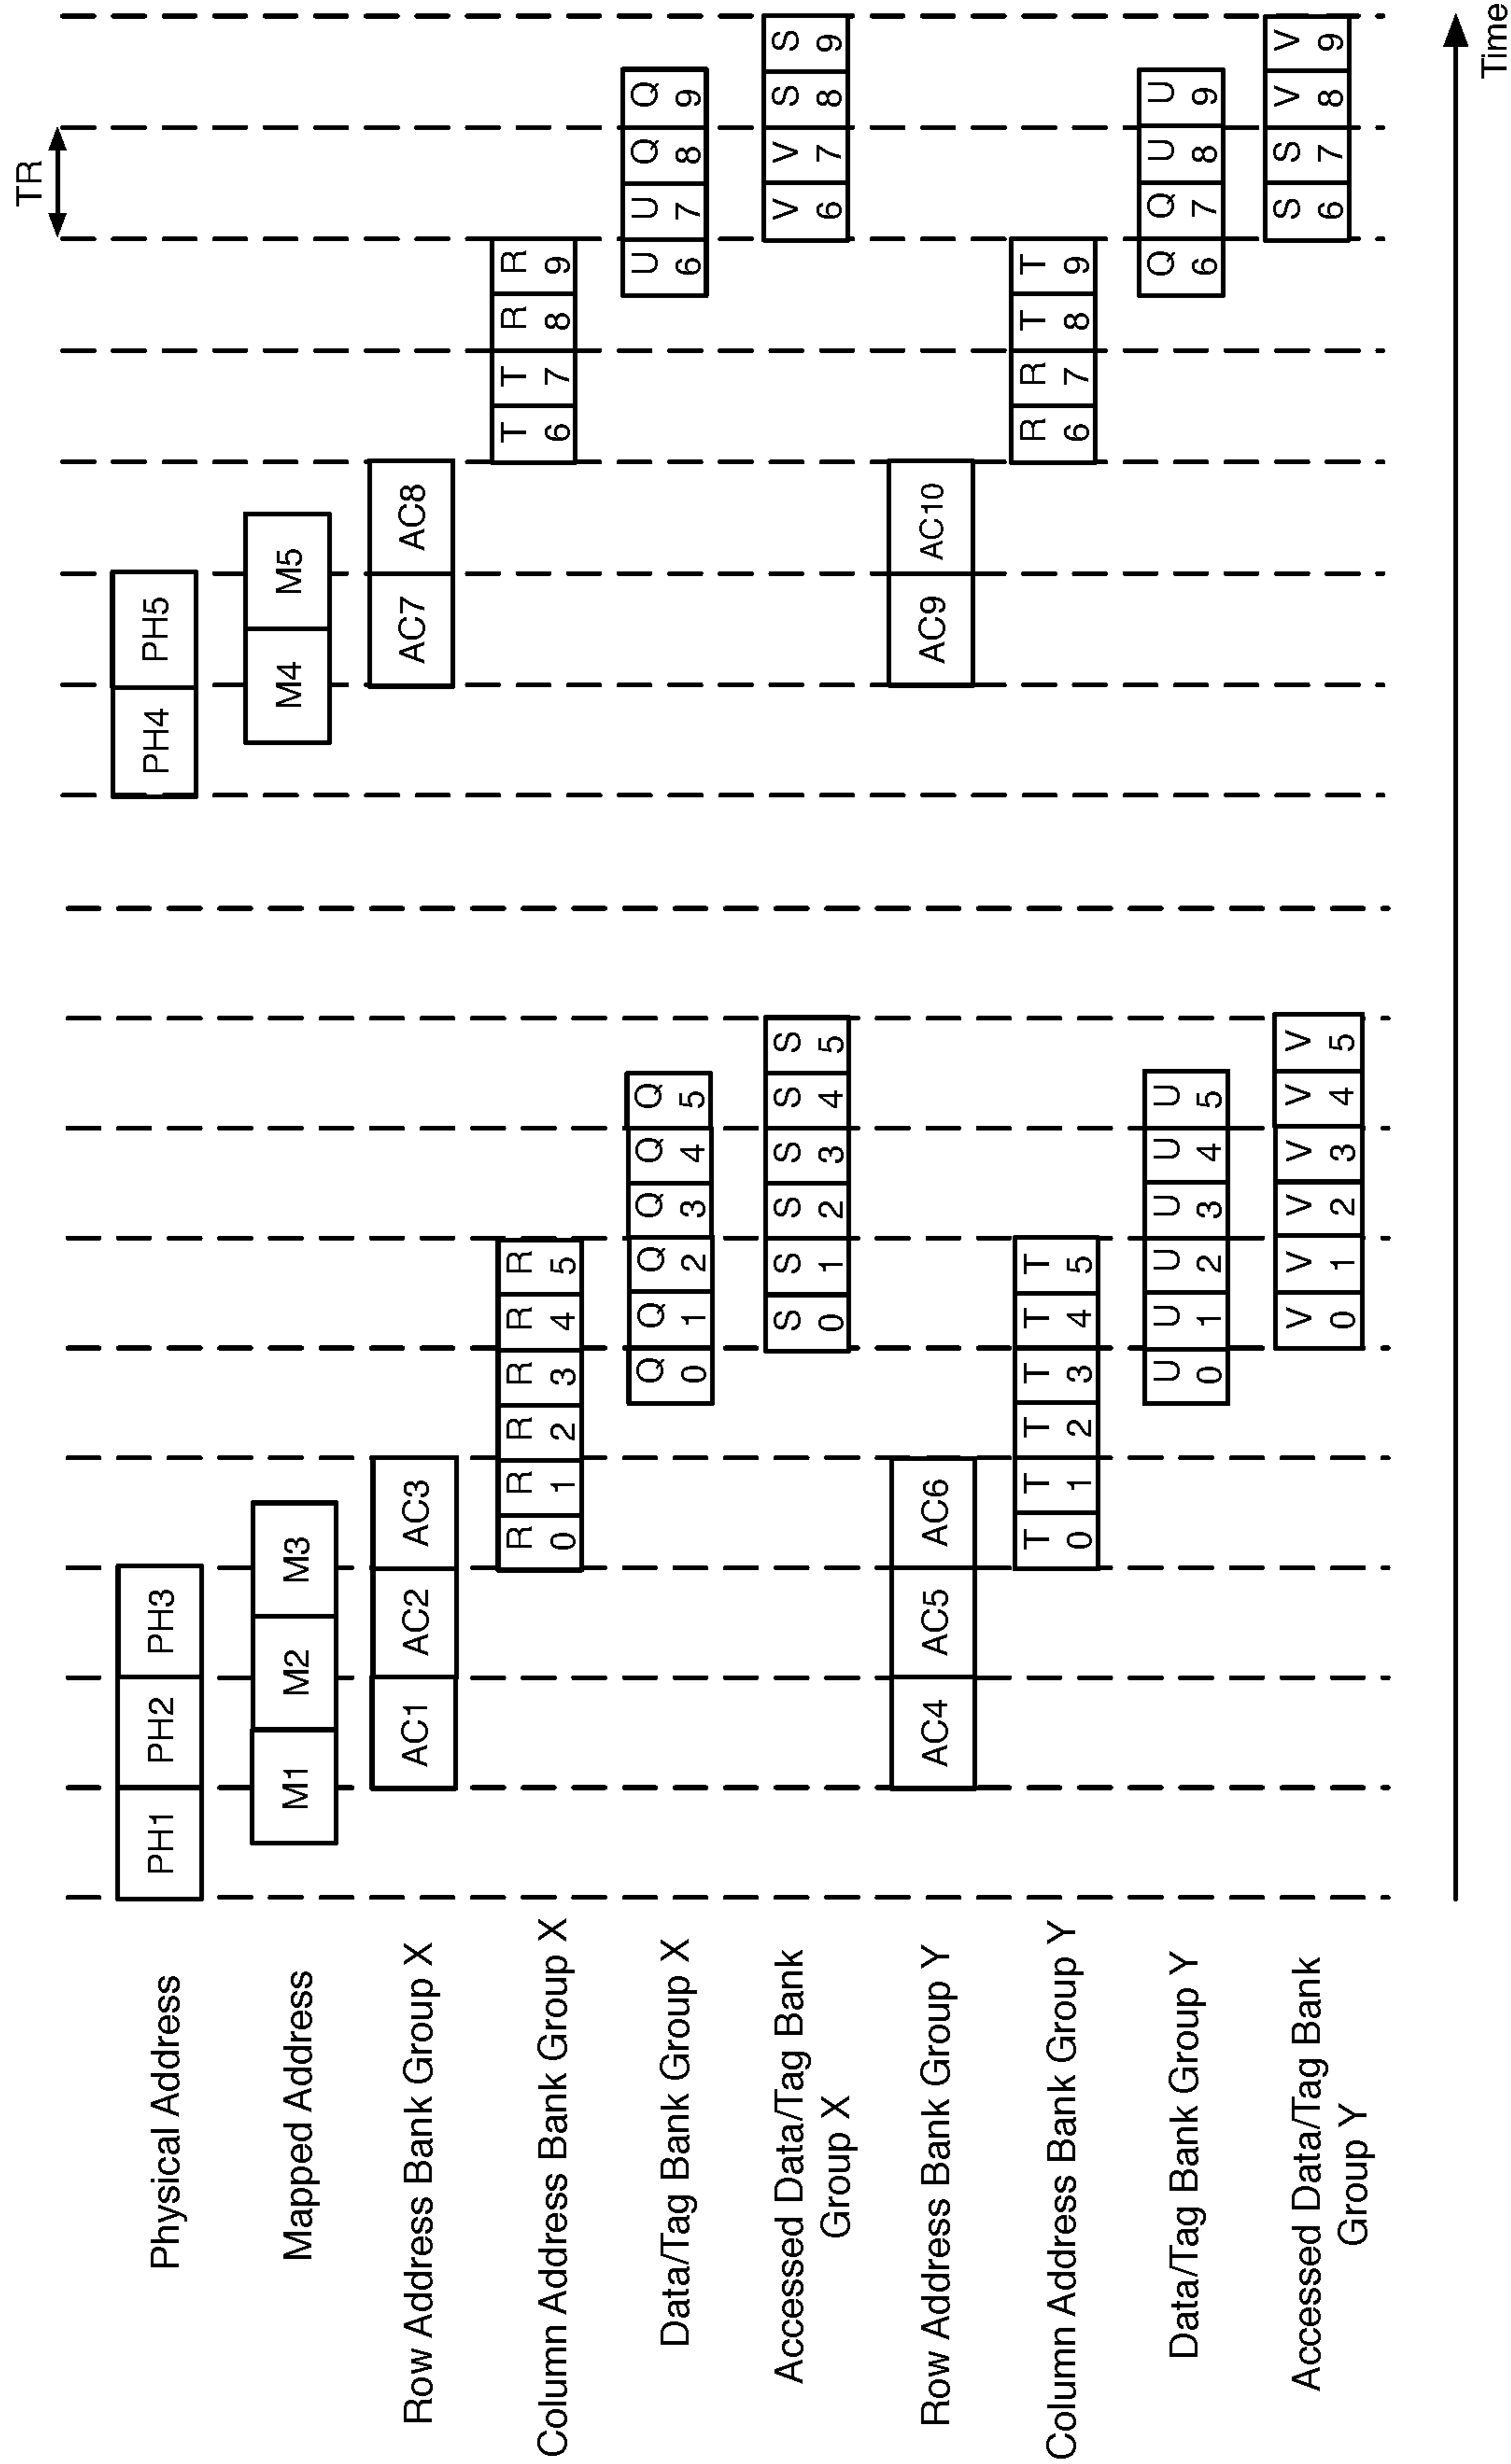 TR
Physical Address
PH1 PH2 PH3 PH4 PH5
Mapped Address
M1 M2 M3 M4 M5
Row Address Bank Group X
AC1 AC2 AC3 AC7 AC8
Column Address Bank Group X
R R R R R R T T R R
0 1 2 3 4 5 6 7 8 9
Data/Tag Bank Group X
Q Q Q Q Q Q U U Q Q
0 1 2 3 4 5 6 7 8 9
Accessed Data/Tag Bank
Group X
S S S S S S V V S S
0 1 2 3 4 5 6 7 8 9
Row Address Bank Group Y
AC4 AC5 AC6 AC9 AC10
Column Address Bank Group Y
T T T T T T R R T T
0 1 2 3 4 5 6 7 8 9
Data/Tag Bank Group Y
U U U U U U Q Q U U
0 1 2 3 4 5 6 7 8 9
Accessed Data/Tag Bank
Group Y
V V V V V V S S V V
0 1 2 3 4 5 6 7 8 9
Time